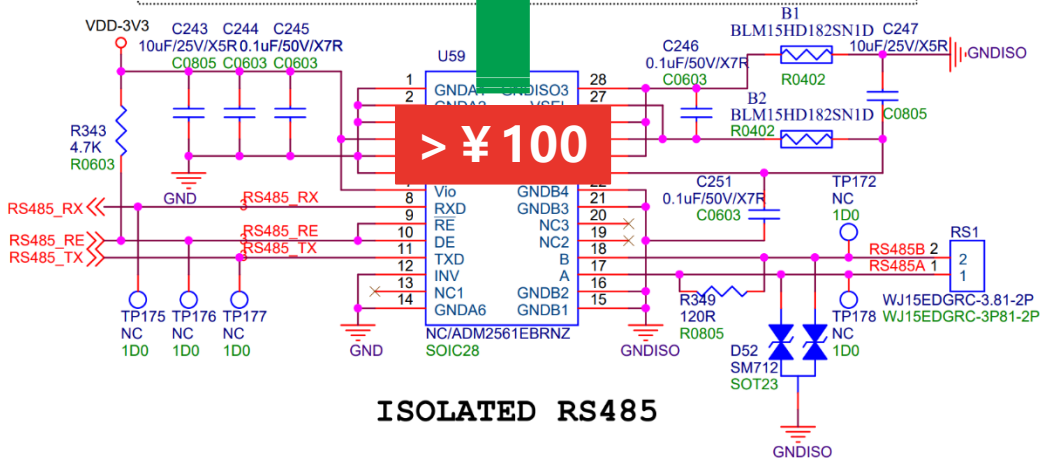 VDD-3V3
C243 C244 C245
10uF/25V/X5R 0.1uF/50V/X7R
C0805 C0603 C0603
R343
4.7K
R0603
GND
U59
B1
BLM15HD182SN1D
R0402
C246
0.1uF/50V/X7R
C0603
C247
10uF/25V/X5R
C0805
GNDISO
B2
BLM15HD182SN1D
R0402
> ¥ 100
1
2
28 GNDISO3
27
Vio
8 RXD
9 RE
10 DE
11 TXD
12 INV
13 NC1
14 GNDA6
GNDB4
21 GNDB3
20 NC3
19 NC2
18 B
17 A
16 GNDB2
15 GNDB1
NC/ADM2561EBRNZ
SOIC28
RS485_RX RS485_RX
RS485_RE RS485_RE
RS485_TX RS485_TX
TP175 TP176 TP177
NC NC NC
1D0 1D0 1D0
GND
GNDISO
C251
0.1uF/50V/X7R
C0603
TP172
NC
1D0
RS1
RS485B 2 2
RS485A 1 1
WJ15EDGRC-3.81-2P
WJ15EDGRC-3P81-2P
R349
120R
R0805
TP178
NC
1D0
D52
SM712
SOT23
GNDISO
ISOLATED RS485